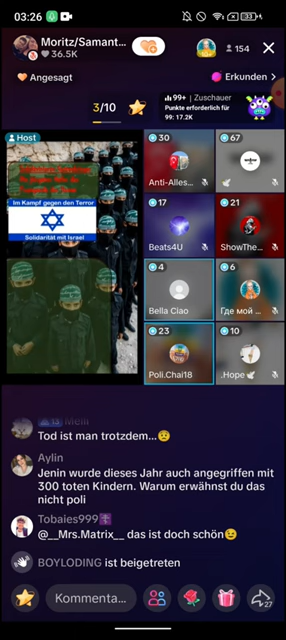 03:26
33
Moritz/Samant...
36.5K
154
Angesagt
Erkunden >
3/10
99+ | Zuschauer
Punkte erforderlich für
99: 17.2K
Host
Im Kampf gegen den Terror
Solidarität mit Israel
30
Anti-Alles...
67
17
Beats4U
21
ShowThe...
4
Bella Ciao
6
Где мой ...
23
Poli.Chai18
10
.Hope
13 Melli
Tod ist man trotzdem...
Aylin
Jenin wurde dieses Jahr auch angegriffen mit
300 toten Kindern. Warum erwähnst du das
nicht poli
Tobaies999
@__Mrs.Matrix__ das ist doch schön
BOYLODING ist beigetreten
Kommenta...
27